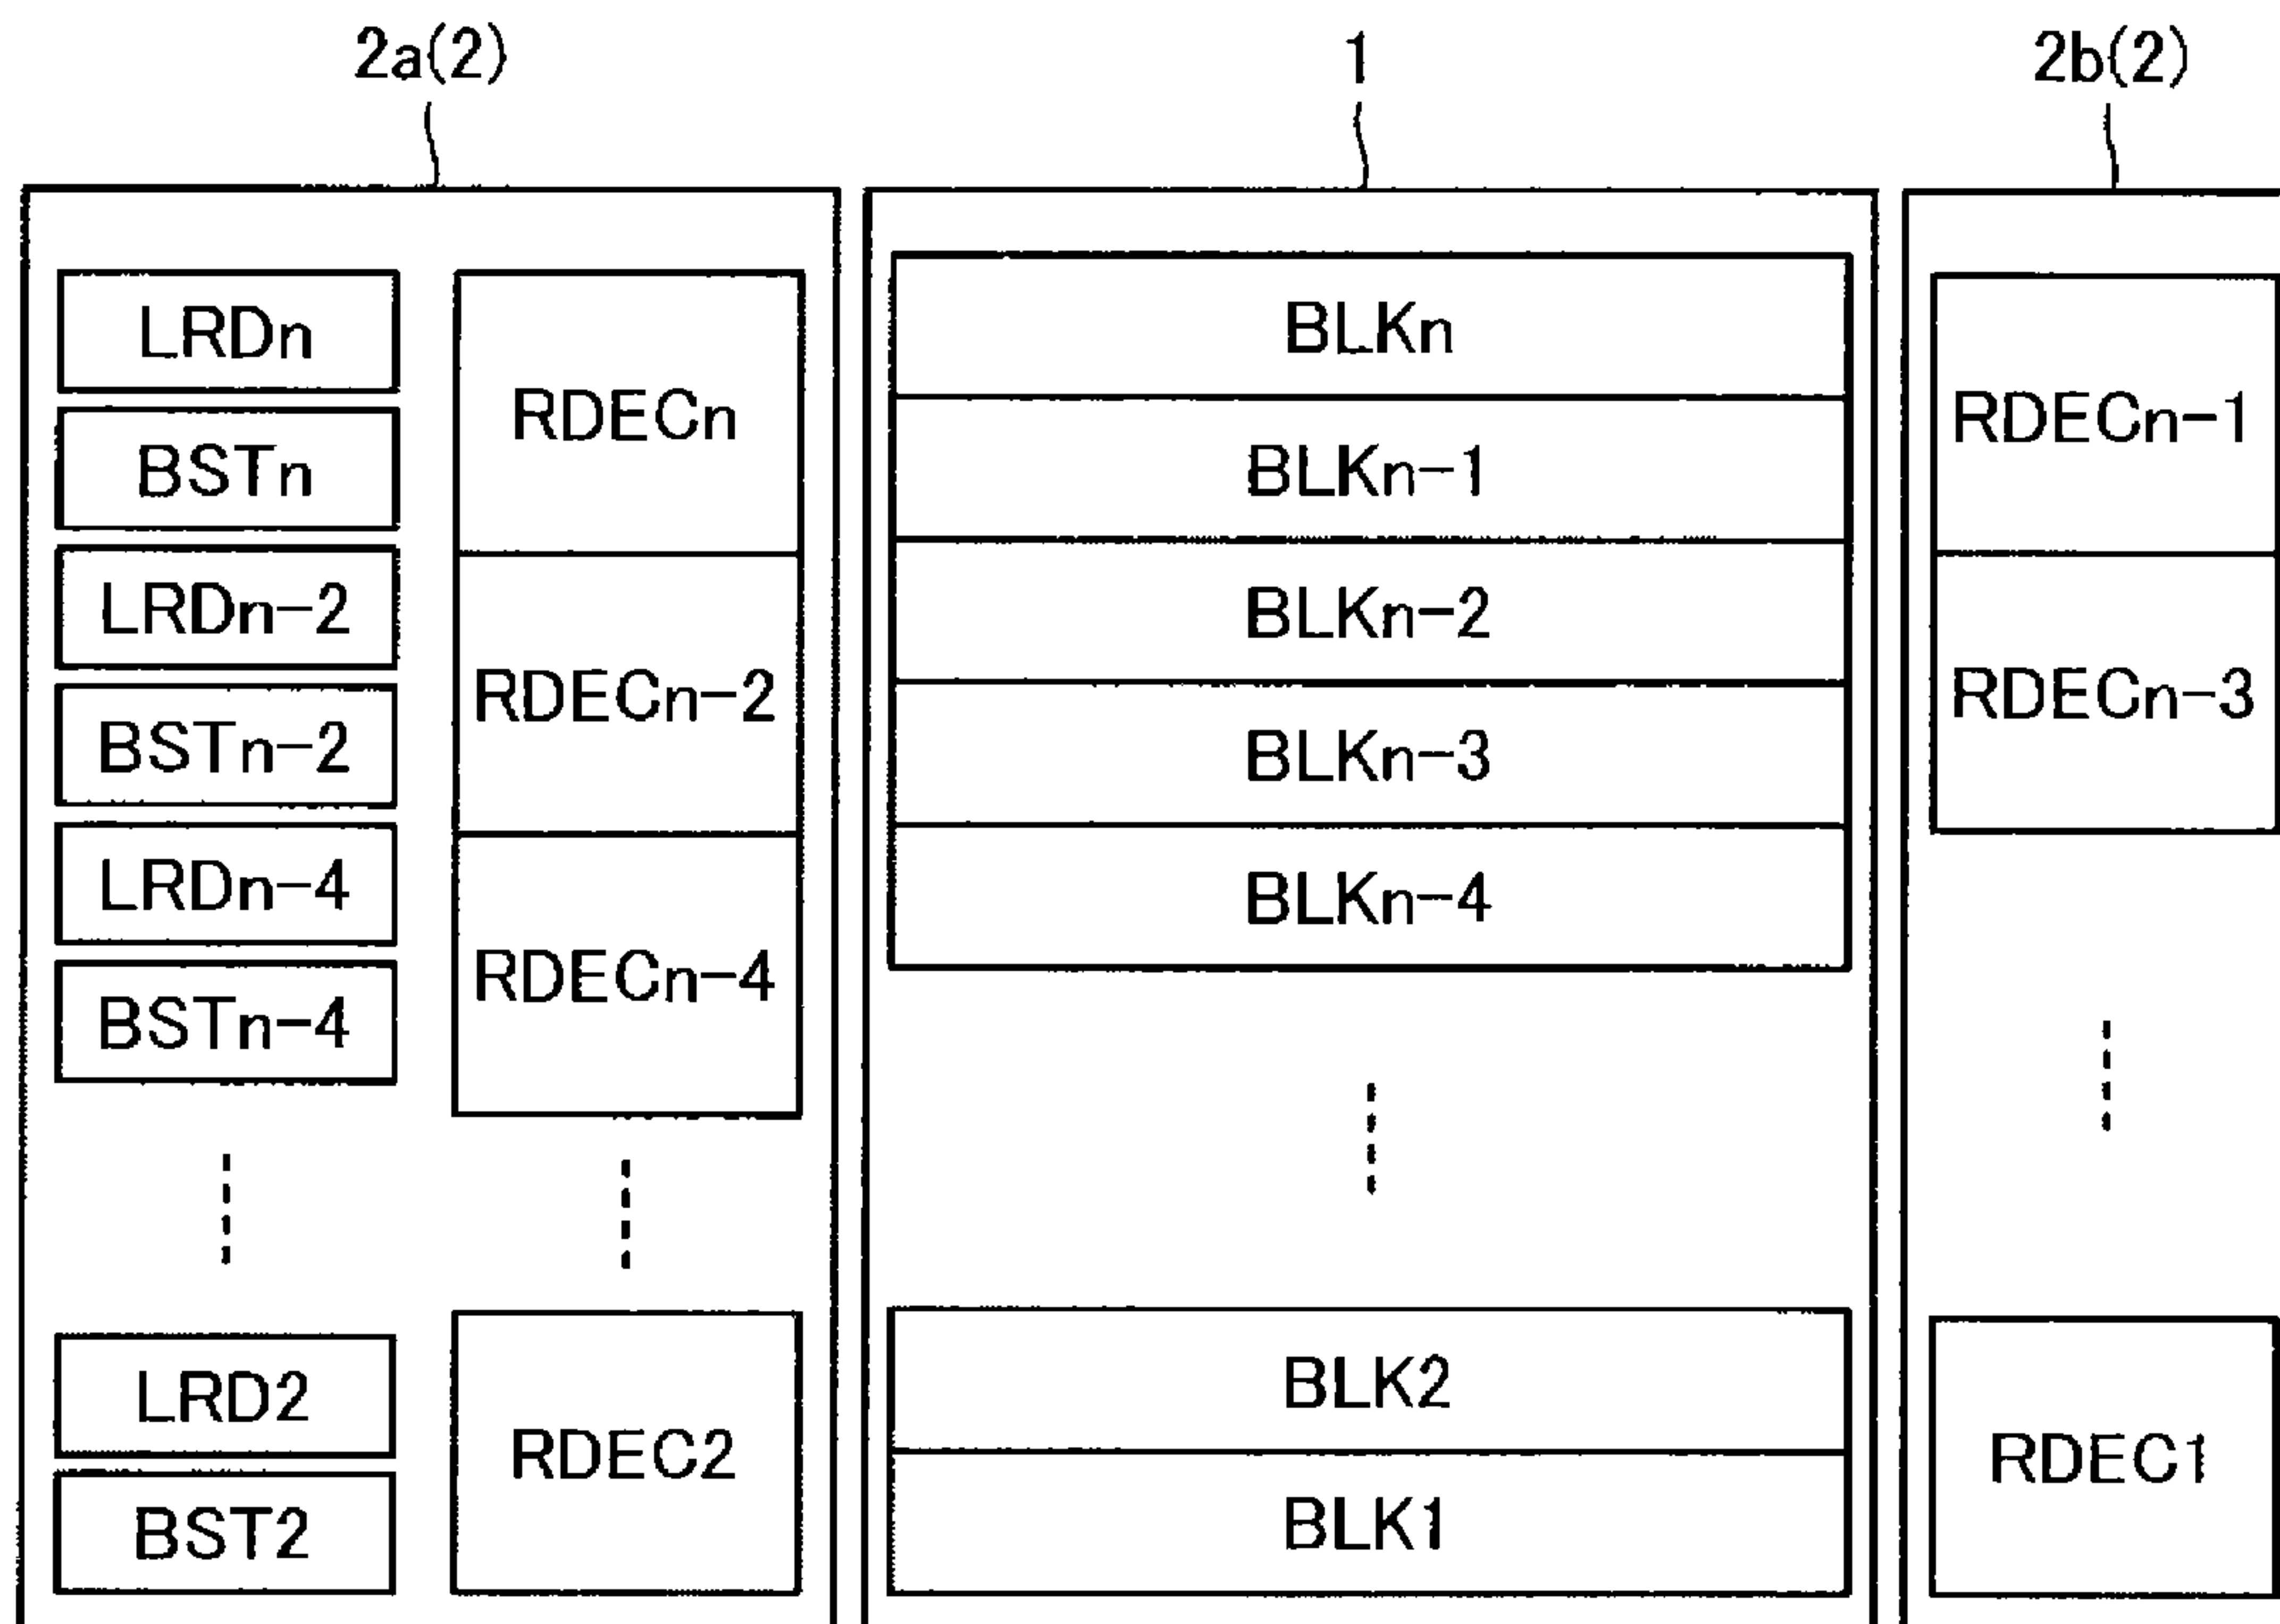 2a(2)
1
2b(2)
LRDn
BSTn
LRDn-2
BSTn-2
LRDn-4
BSTn-4
LRD2
BST2
RDECn
RDECn-2
RDECn-4
RDEC2
BLKn
BLKn-1
BLKn-2
BLKn-3
BLKn-4
BLK2
BLK1
RDECn-1
RDECn-3
RDEC1